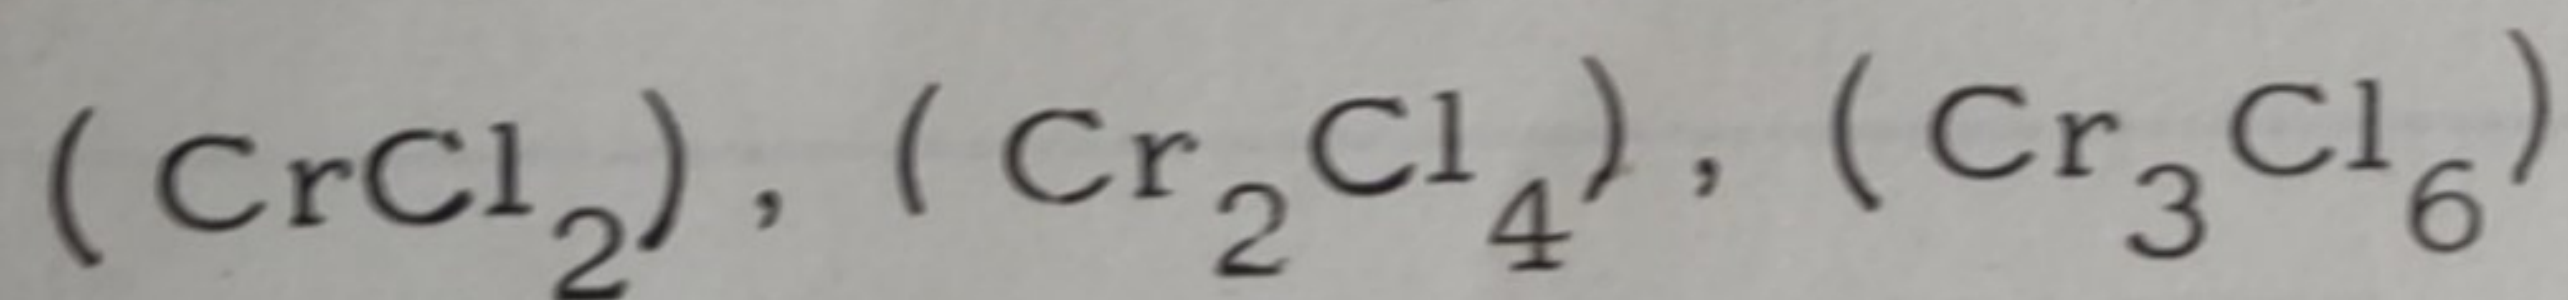 (CrCl₂), (Cr₂Cl₄), (Cr₃Cl₆)